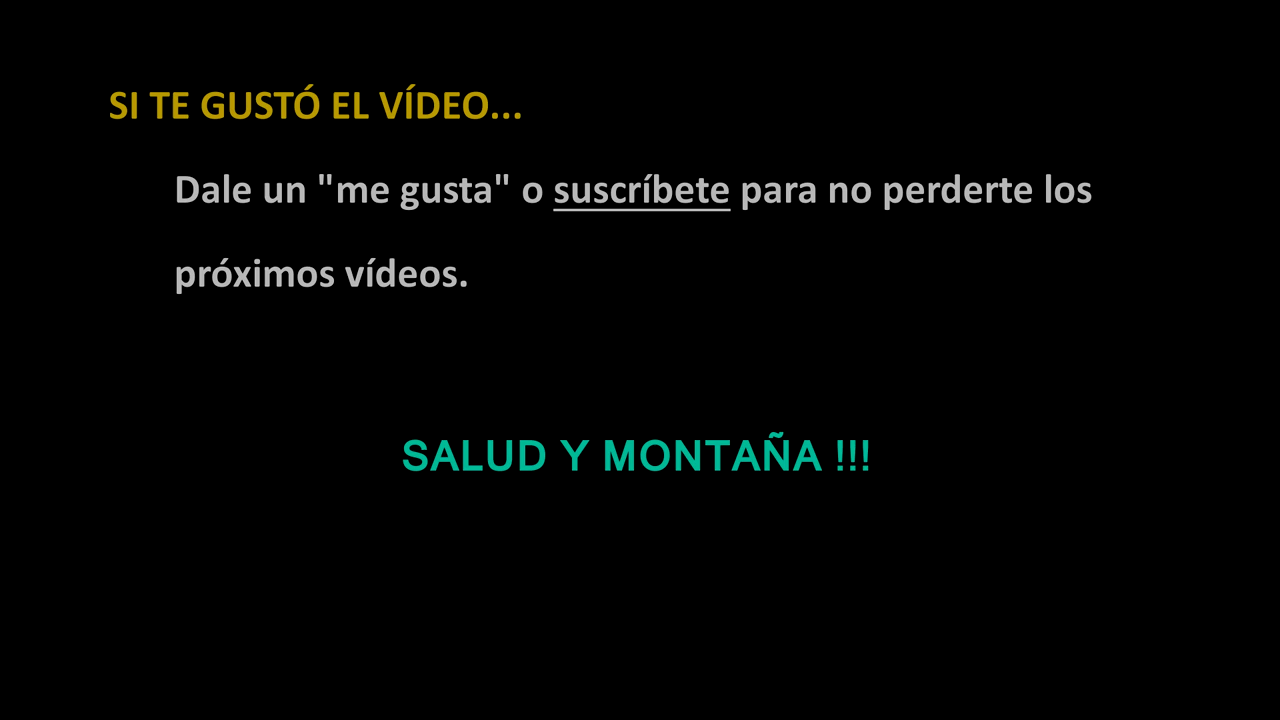 SI TE GUSTÓ EL VÍDEO...
Dale un "me gusta" o suscríbete para no perderte los
próximos vídeos.
SALUD Y MONTAÑA !!!